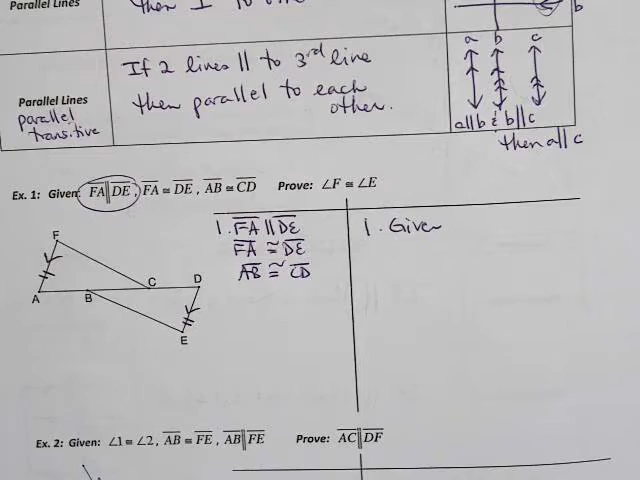 Parallel Lines
then
b
Parallel Lines
parallel
transitive
If 2 lines || to 3rd line
then parallel to each
other.
a b c
a||b & b||c
then a||c
Ex. 1: Given: FA||DE, FA ≅ DE, AB ≅ CD Prove: ∠F ≅ ∠E
1. FA || DE
FA ≅ DE
AB ≅ CD
1. Given
F
A
B
C
D
E
Ex. 2: Given: ∠1 = ∠2, AB ≅ FE, AB||FE Prove: AC||DF